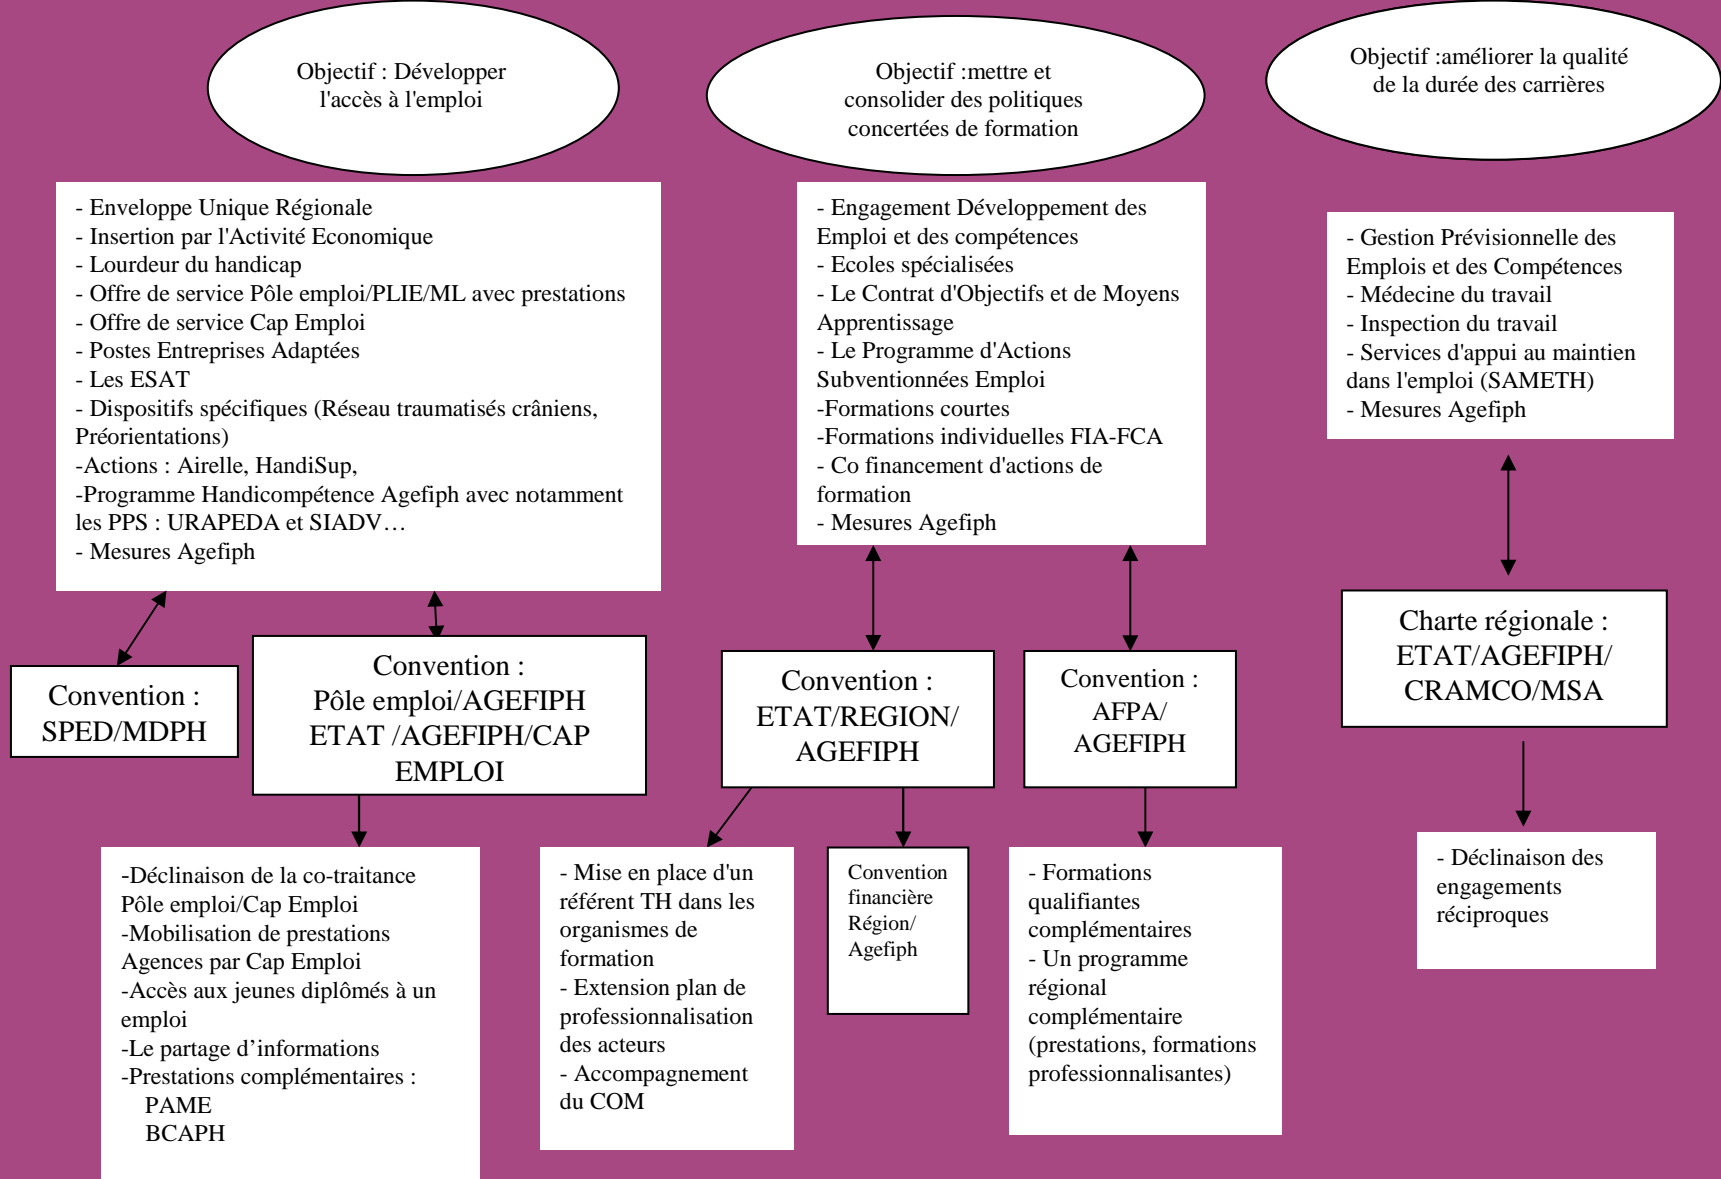 Objectif : Développer
l'accès à l'emploi
Objectif :mettre et
consolider des politiques
concertées de formation
Objectif :améliorer la qualité
de la durée des carrières
- Enveloppe Unique Régionale
- Insertion par l'Activité Economique
- Lourdeur du handicap
- Offre de service Pôle emploi/PLIE/ML avec prestations
- Offre de service Cap Emploi
- Postes Entreprises Adaptées
- Les ESAT
- Dispositifs spécifiques (Réseau traumatisés crâniens,
Préorientations)
-Actions : Airelle, HandiSup,
-Programme Handicompétence Agefiph avec notamment
les PPS : URAPEDA et SIADV…
- Mesures Agefiph
- Engagement Développement des
Emploi et des compétences
- Ecoles spécialisées
- Le Contrat d'Objectifs et de Moyens
Apprentissage
- Le Programme d'Actions
Subventionnées Emploi
-Formations courtes
-Formations individuelles FIA-FCA
- Co financement d'actions de
formation
- Mesures Agefiph
- Gestion Prévisionnelle des
Emplois et des Compétences
- Médecine du travail
- Inspection du travail
- Services d'appui au maintien
dans l'emploi (SAMETH)
- Mesures Agefiph
Convention :
SPED/MDPH
Convention :
Pôle emploi/AGEFIPH
ETAT /AGEFIPH/CAP
EMPLOI
Convention :
ETAT/REGION/
AGEFIPH
Convention :
AFPA/
AGEFIPH
Charte régionale :
ETAT/AGEFIPH/
CRAMCO/MSA
-Déclinaison de la co-traitance
Pôle emploi/Cap Emploi
-Mobilisation de prestations
Agences par Cap Emploi
-Accès aux jeunes diplômés à un
emploi
-Le partage d’informations
-Prestations complémentaires :
PAME
BCAPH
- Mise en place d'un
référent TH dans les
organismes de
formation
- Extension plan de
professionnalisation
des acteurs
- Accompagnement
du COM
Convention
financière
Région/
Agefiph
- Formations
qualifiantes
complémentaires
- Un programme
régional
complémentaire
(prestations, formations
professionnalisantes)
- Déclinaison des
engagements
réciproques